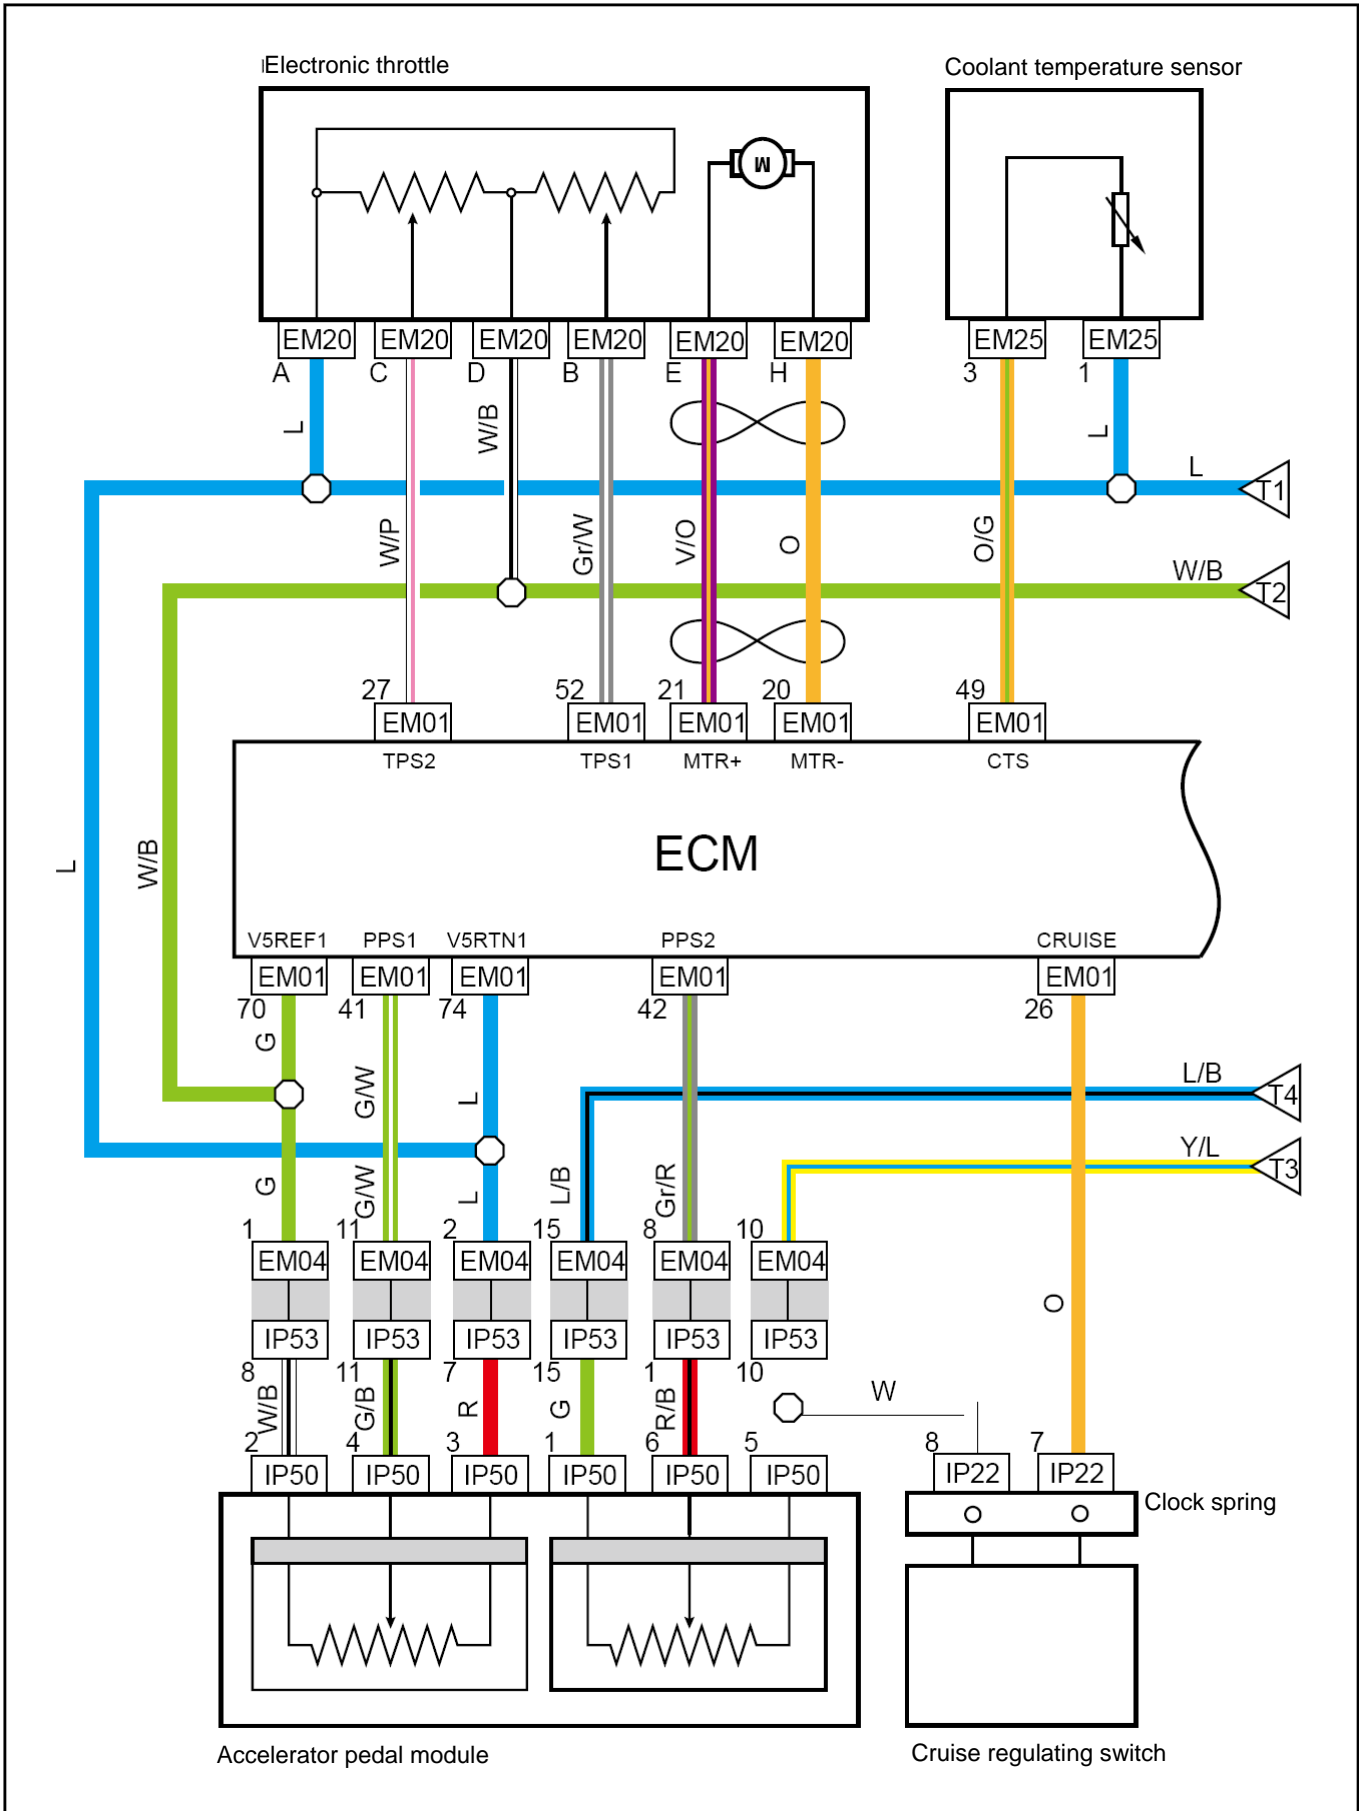 Electronic throttle
Coolant temperature sensor
M
EM20 EM20 EM20 EM20 EM20 EM20 EM25 EM25
A C D B E H 3 1
L W/B L
L
T1
W/P Gr/W V/O O O/G
W/B
T2
27 52 21 20 49
EM01 EM01 EM01 EM01 EM01
TPS2 TPS1 MTR+ MTR- CTS
ECM
L W/B
V5REF1 PPS1 V5RTN1 PPS2 CRUISE
EM01 EM01 EM01 EM01 EM01
70 41 74 42 26
G G/W L
L/B
T4
Y/L
T3
G G/W L L/B Gr/R
1 11 2 15 8 10
EM04 EM04 EM04 EM04 EM04 EM04
O
IP53 IP53 IP53 IP53 IP53 IP53
8 11 7 15 1 10
W/B G/B R G R/B
W
2 4 3 1 6 5 8 7
IP50 IP50 IP50 IP50 IP50 IP50 IP22 IP22
Clock spring
Accelerator pedal module
Cruise regulating switch